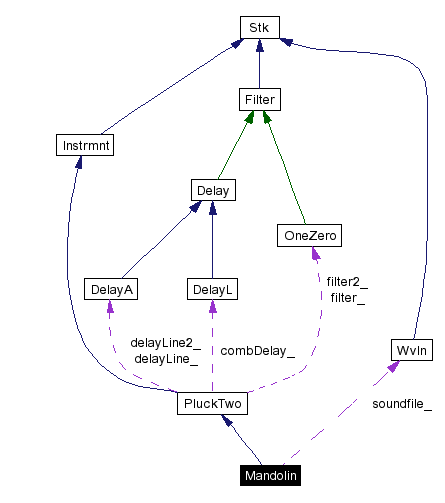 Stk
Filter
Instrmnt
Delay
OneZero
DelayA
DelayL
filter2_
filter_
delayLine2_
delayLine_
combDelay_
WvIn
PluckTwo
soundfile_
Mandolin